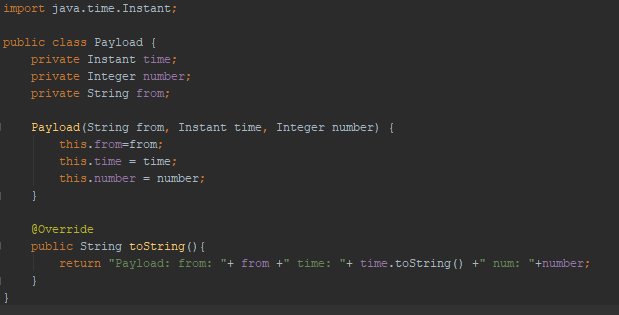 import java.time.Instant;
public class Payload {
private Instant time;
private Integer number;
private String from;
Payload(String from, Instant time, Integer number) {
this.from=from;
this.time = time;
this.number = number;
}
@Override
public String toString(){
return "Payload: from: "+ from +" time: "+ time.toString() +" num: "+number;
}
}